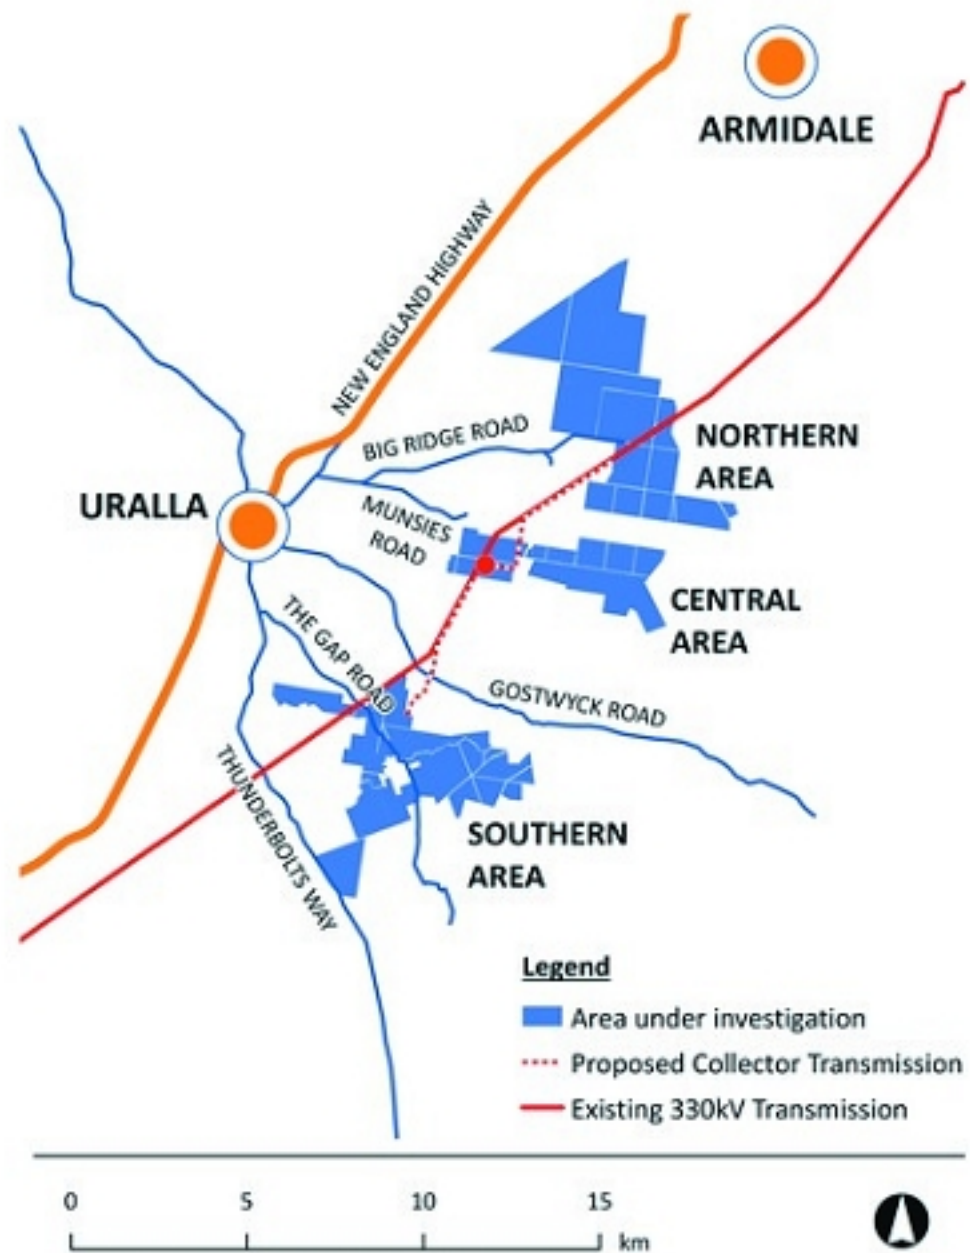 ARMIDALE
NEW ENGLAND HIGHWAY
BIG RIDGE ROAD
NORTHERN
AREA
URALLA
MUNSIES
ROAD
CENTRAL
AREA
THE GAP ROAD
GOSTWYCK ROAD
THUNDERBOLTS WAY
SOUTHERN
AREA
Legend
Area under investigation
Proposed Collector Transmission
Existing 330kV Transmission
0 5 10 15
km